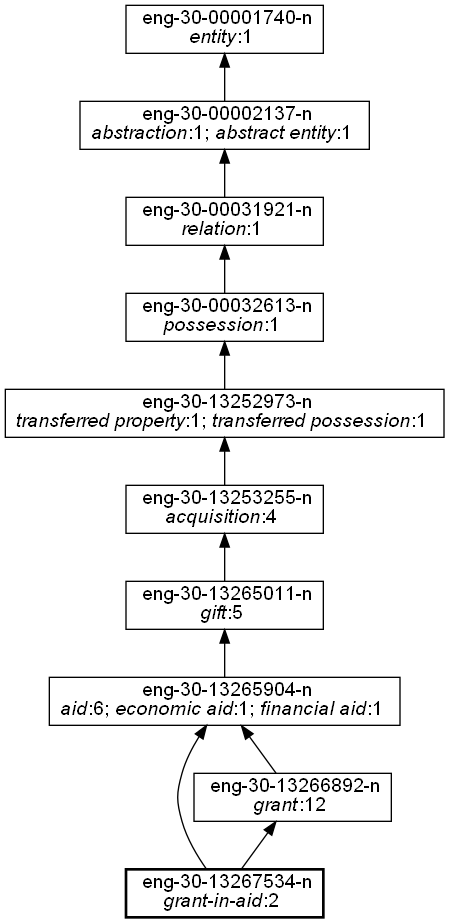 eng-30-00001740-n
entity:1
eng-30-00002137-n
abstraction:1; abstract entity:1
eng-30-00031921-n
relation:1
eng-30-00032613-n
possession:1
eng-30-13252973-n
transferred property:1; transferred possession:1
eng-30-13253255-n
acquisition:4
eng-30-13265011-n
gift:5
eng-30-13265904-n
aid:6; economic aid:1; financial aid:1
eng-30-13266892-n
grant:12
eng-30-13267534-n
grant-in-aid:2